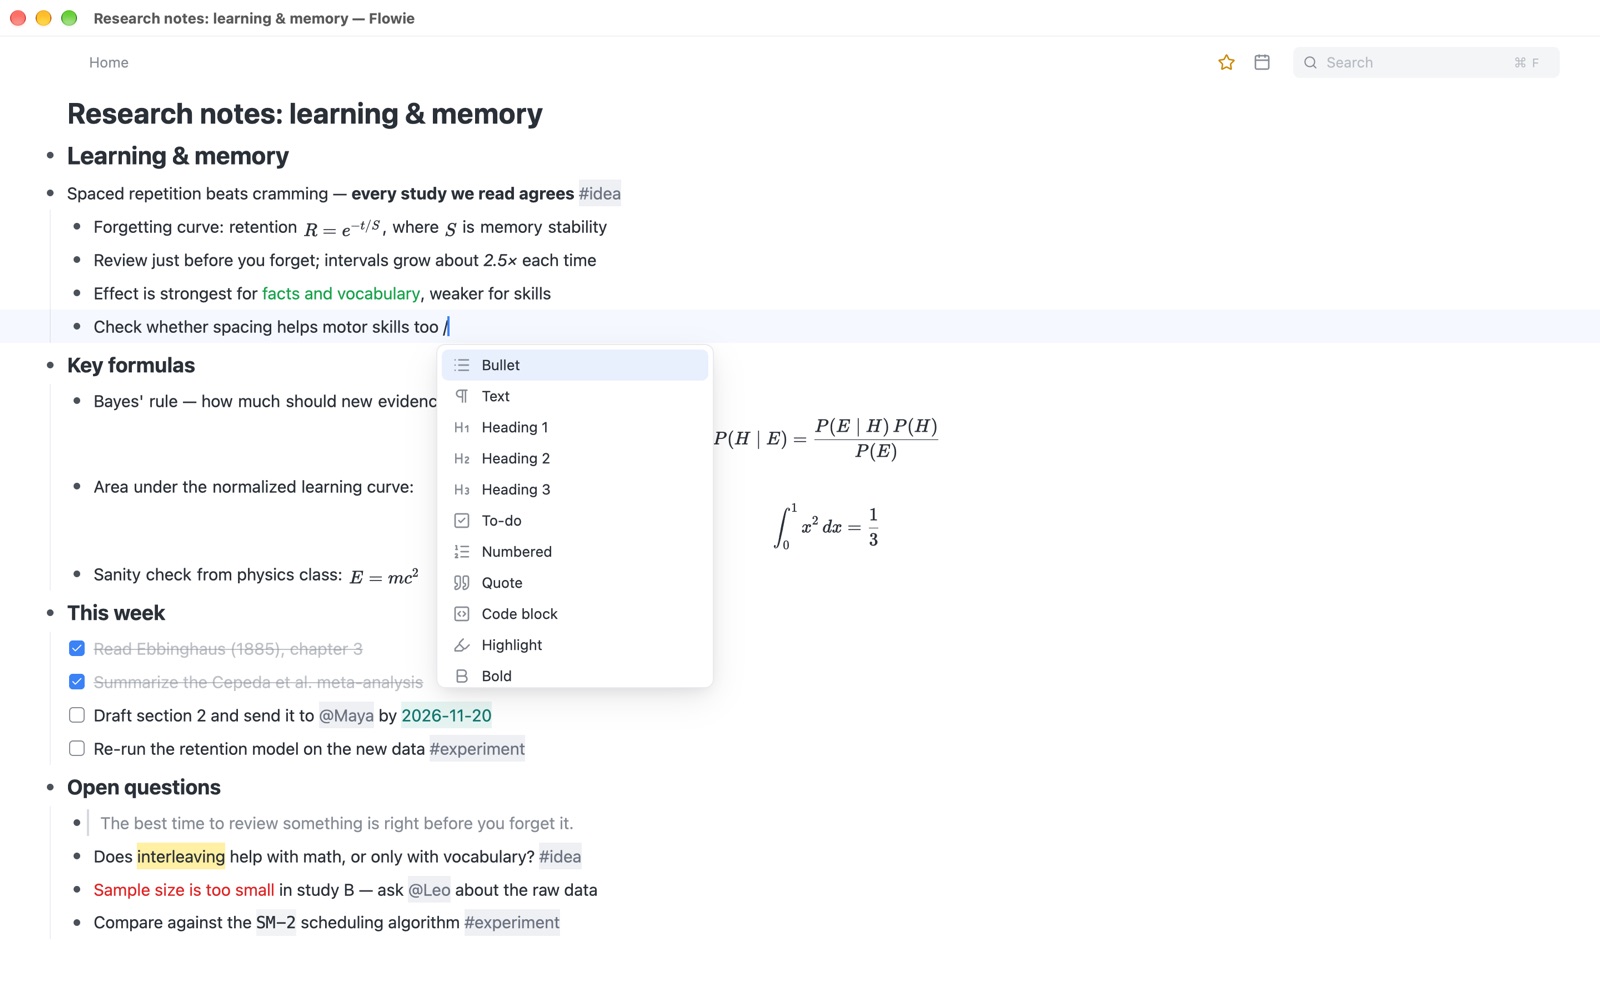 Research notes: learning & memory — Flowie
Home
Search ⌘ F
Research notes: learning & memory
Learning & memory
Spaced repetition beats cramming — every study we read agrees #idea
Forgetting curve: retention R = e^{−t/S}, where S is memory stability
Review just before you forget; intervals grow about 2.5× each time
Effect is strongest for facts and vocabulary, weaker for skills
Check whether spacing helps motor skills too /
Bullet
Text
Heading 1
Heading 2
Heading 3
To-do
Numbered
Quote
Code block
Highlight
Bold
Key formulas
Bayes' rule — how much should new evidenc
P(H | E) = P(E | H) P(H) / P(E)
Area under the normalized learning curve:
∫₀¹ x² dx = 1/3
Sanity check from physics class: E = mc²
This week
Read Ebbinghaus (1885), chapter 3
Summarize the Cepeda et al. meta-analysis
Draft section 2 and send it to @Maya by 2026-11-20
Re-run the retention model on the new data #experiment
Open questions
The best time to review something is right before you forget it.
Does interleaving help with math, or only with vocabulary? #idea
Sample size is too small in study B — ask @Leo about the raw data
Compare against the SM-2 scheduling algorithm #experiment